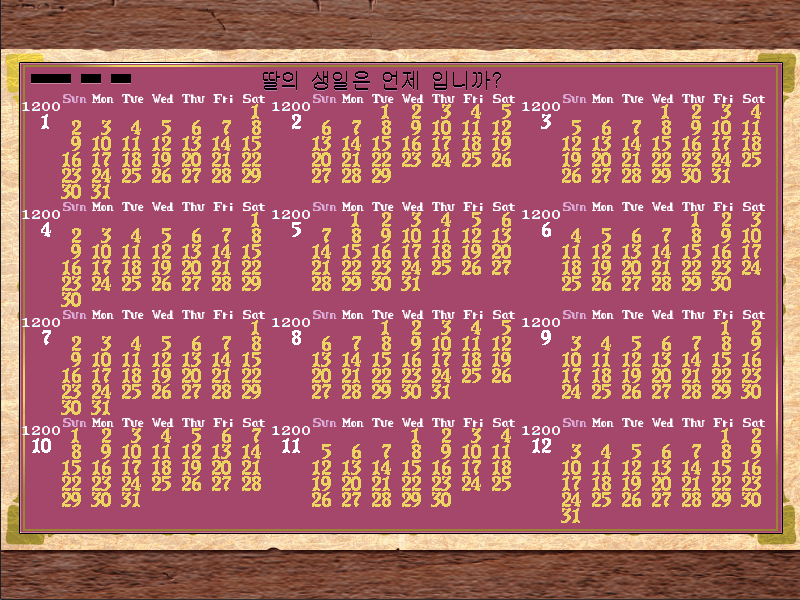 딸의 생일은 언제 입니까?
1200 Sun Mon Tue Wed Thu Fri Sat
1 1
2 3 4 5 6 7 8
9 10 11 12 13 14 15
16 17 18 19 20 21 22
23 24 25 26 27 28 29
30 31
1200 Sun Mon Tue Wed Thu Fri Sat
2 1 2 3 4 5
6 7 8 9 10 11 12
13 14 15 16 17 18 19
20 21 22 23 24 25 26
27 28 29
1200 Sun Mon Tue Wed Thu Fri Sat
3 1 2 3 4
5 6 7 8 9 10 11
12 13 14 15 16 17 18
19 20 21 22 23 24 25
26 27 28 29 30 31
1200 Sun Mon Tue Wed Thu Fri Sat
4 1
2 3 4 5 6 7 8
9 10 11 12 13 14 15
16 17 18 19 20 21 22
23 24 25 26 27 28 29
30
1200 Sun Mon Tue Wed Thu Fri Sat
5 1 2 3 4 5 6
7 8 9 10 11 12 13
14 15 16 17 18 19 20
21 22 23 24 25 26 27
28 29 30 31
1200 Sun Mon Tue Wed Thu Fri Sat
6 1 2 3
4 5 6 7 8 9 10
11 12 13 14 15 16 17
18 19 20 21 22 23 24
25 26 27 28 29 30
1200 Sun Mon Tue Wed Thu Fri Sat
7 1
2 3 4 5 6 7 8
9 10 11 12 13 14 15
16 17 18 19 20 21 22
23 24 25 26 27 28 29
30 31
1200 Sun Mon Tue Wed Thu Fri Sat
8 1 2 3 4 5
6 7 8 9 10 11 12
13 14 15 16 17 18 19
20 21 22 23 24 25 26
27 28 29 30 31
1200 Sun Mon Tue Wed Thu Fri Sat
9 1 2
3 4 5 6 7 8 9
10 11 12 13 14 15 16
17 18 19 20 21 22 23
24 25 26 27 28 29 30
1200 Sun Mon Tue Wed Thu Fri Sat
10 1 2 3 4 5 6 7
8 9 10 11 12 13 14
15 16 17 18 19 20 21
22 23 24 25 26 27 28
29 30 31
1200 Sun Mon Tue Wed Thu Fri Sat
11 1 2 3 4
5 6 7 8 9 10 11
12 13 14 15 16 17 18
19 20 21 22 23 24 25
26 27 28 29 30
1200 Sun Mon Tue Wed Thu Fri Sat
12 1 2
3 4 5 6 7 8 9
10 11 12 13 14 15 16
17 18 19 20 21 22 23
24 25 26 27 28 29 30
31